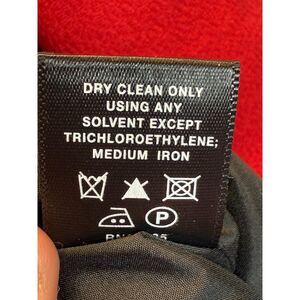 DRY CLEAN ONLY
USING ANY
SOLVENT EXCEPT
TRICHLOROETHYLENE;
MEDIUM IRON
P